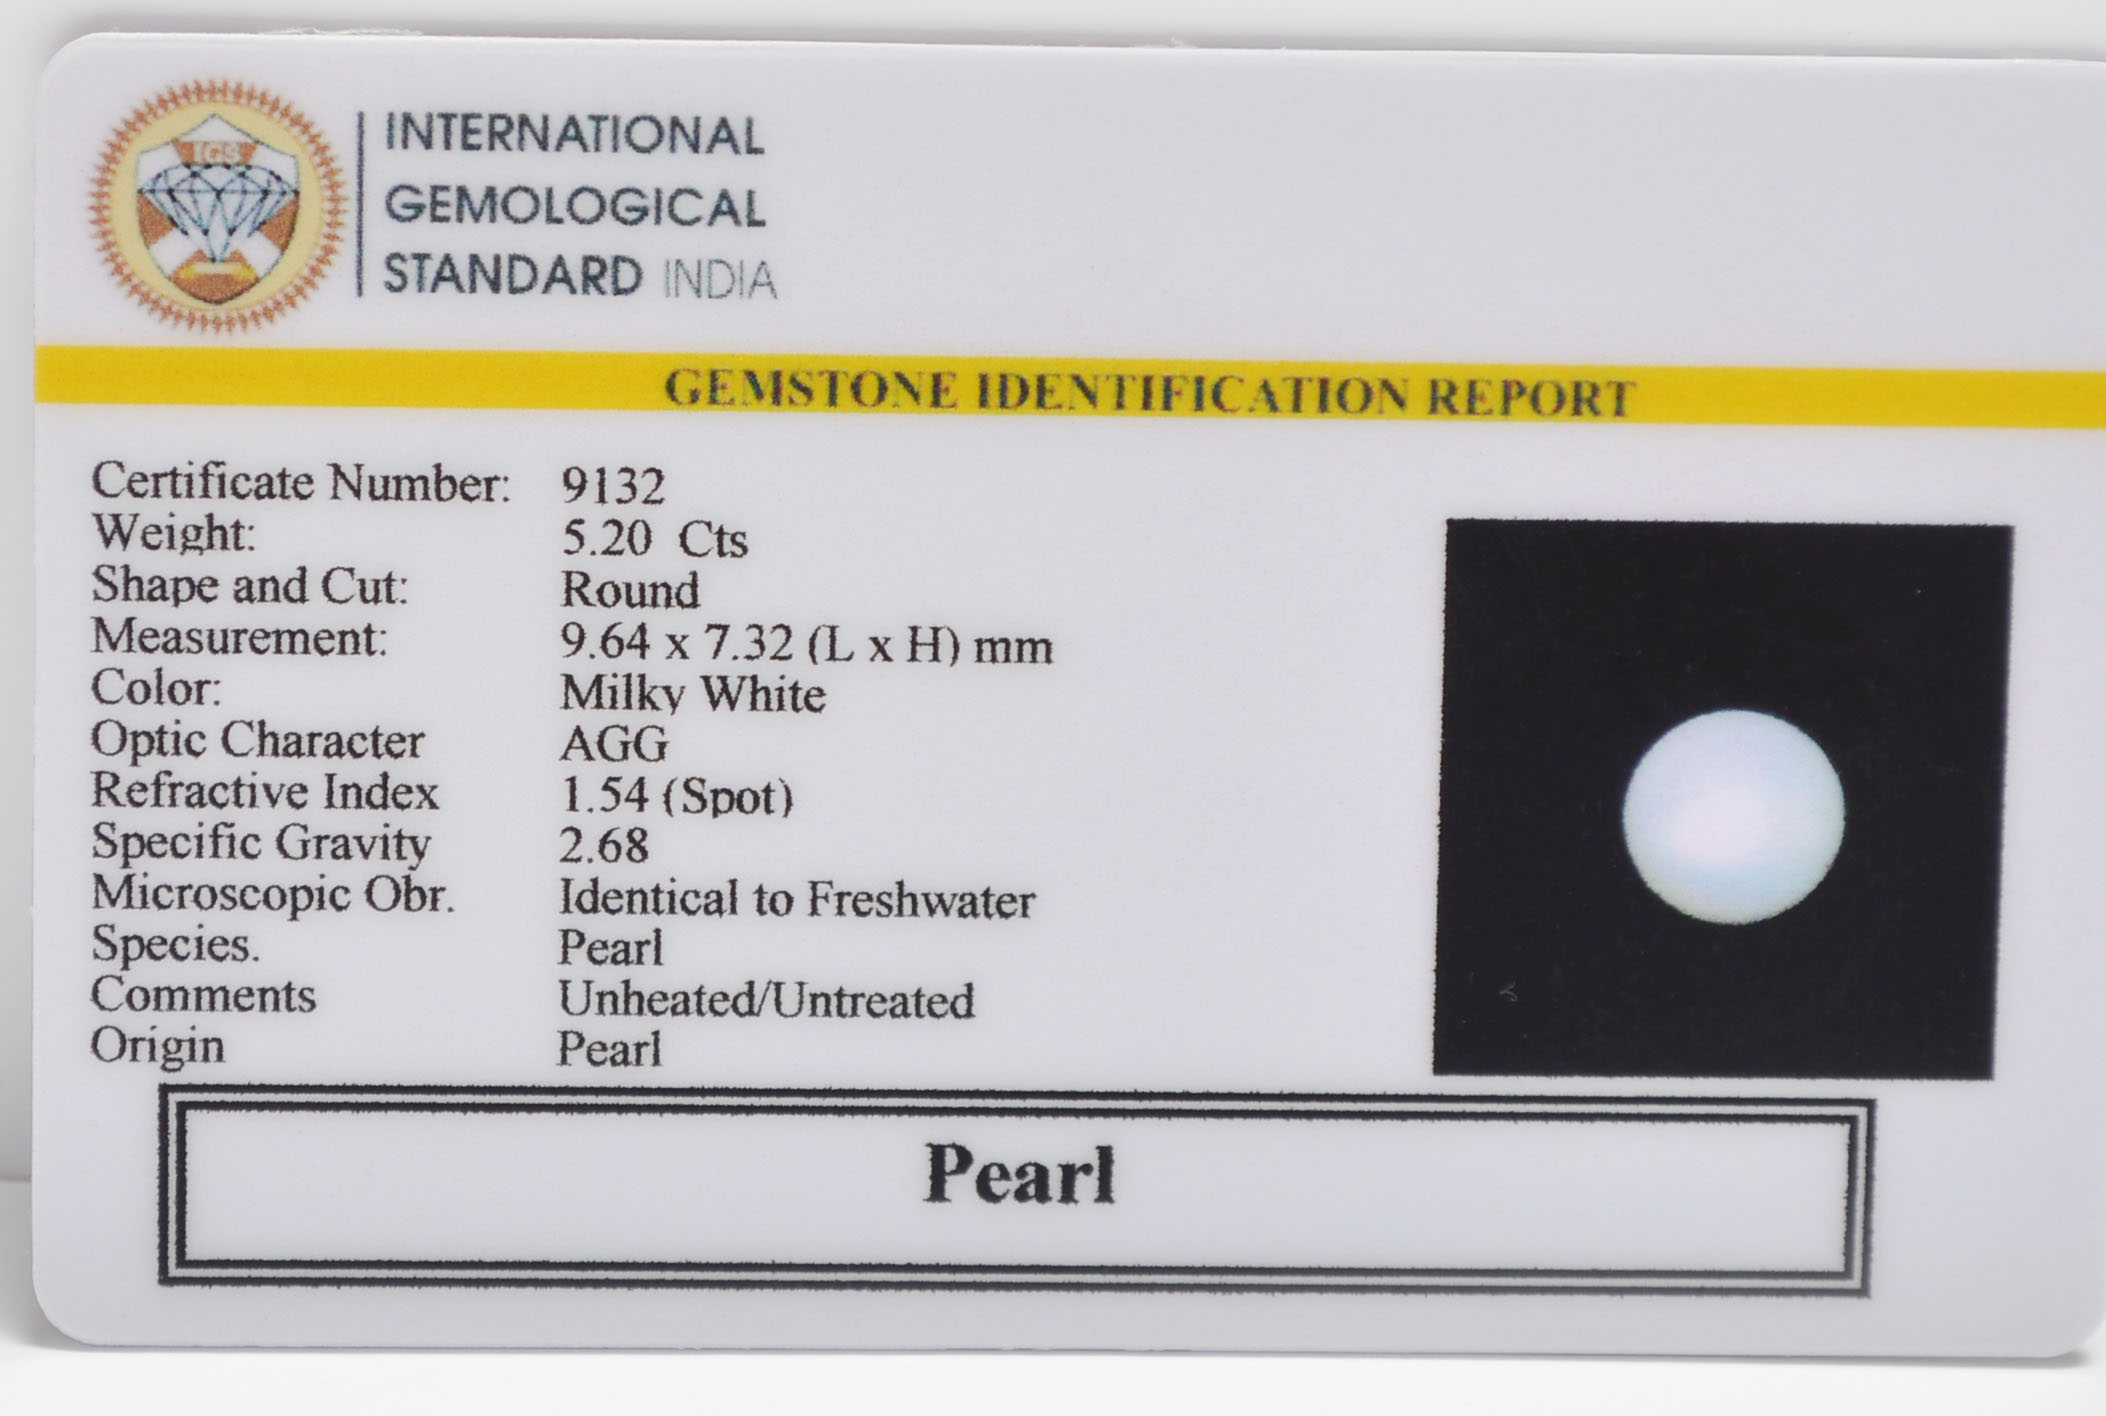 IGS
INTERNATIONAL
GEMOLOGICAL
STANDARD INDIA
GEMSTONE IDENTIFICATION REPORT
Certificate Number: 9132
Weight: 5.20 Cts
Shape and Cut: Round
Measurement: 9.64 x 7.32 (L x H) mm
Color: Milky White
Optic Character AGG
Refractive Index 1.54 (Spot)
Specific Gravity 2.68
Microscopic Obr. Identical to Freshwater
Species. Pearl
Comments Unheated/Untreated
Origin Pearl
Pearl